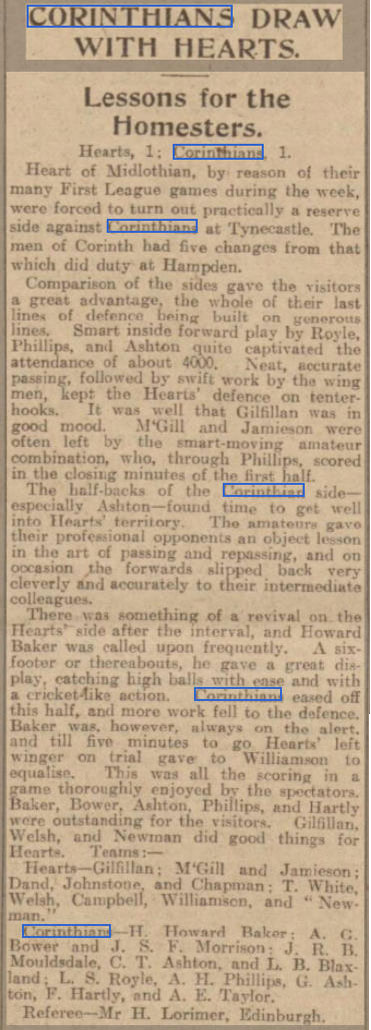 CORINTHIANS DRAW
WITH HEARTS.
Lessons for the
Homesters.
Hearts, 1; Corinthians, 1.
Heart of Midlothian, by reason of their
many First League games during the week,
were forced to turn out practically a reserve
side against Corinthians at Tynecastle. The
men of Corinth had five changes from that
which did duty at Hampden.
Comparison of the sides gave the visitors
a great advantage, the whole of their last
lines of defence being built on generous
lines. Smart inside forward play by Royle,
Phillips, and Ashton quite captivated the
attendance of about 4000. Neat, accurate
passing, followed by swift work by the wing
men, kept the Hearts' defence on tenter-
hooks. It was well that Gilfillan was in
good mood. M'Gill and Jamieson were
often left by the smart-moving amateur
combination, who, through Phillips, scored
in the closing minutes of the first half.
The half-backs of the Corinthian side—
especially Ashton—found time to get well
into Hearts' territory. The amateurs gave
their professional opponents an object lesson
in the art of passing and repassing, and on
occasion the forwards slipped back very
cleverly and accurately to their intermediate
colleagues.
There was something of a revival on the
Hearts' side after the interval, and Howard
Baker was called upon frequently. A six-
footer or thereabouts, he gave a great dis-
play, catching high balls with ease and with
a cricket-like action. Corinthians eased off
this half, and more work fell to the defence.
Baker was, however, always on the alert,
and till five minutes to go Hearts' left
winger on trial gave to Williamson to
equalise. This was all the scoring in a
game thoroughly enjoyed by the spectators.
Baker, Bower, Ashton, Phillips, and Hartly
were outstanding for the visitors. Gilfillan,
Welsh, and Newman did good things for
Hearts. Teams:—
Hearts—Gilfillan; M'Gill and Jamieson;
Dand, Johnstone, and Chapman; T. White,
Welsh, Campbell, Williamson, and "New-
man."
Corinthians—H. Howard Baker; A. G.
Bower and J. S. F. Morrison; J. R. B.
Mouldsdale, C. T. Ashton, and L. B. Blax-
land; L. S. Royle, A. H. Phillips, G. Ash-
ton, F. Hartly, and A. E. Taylor.
Referee—Mr H. Lorimer, Edinburgh.